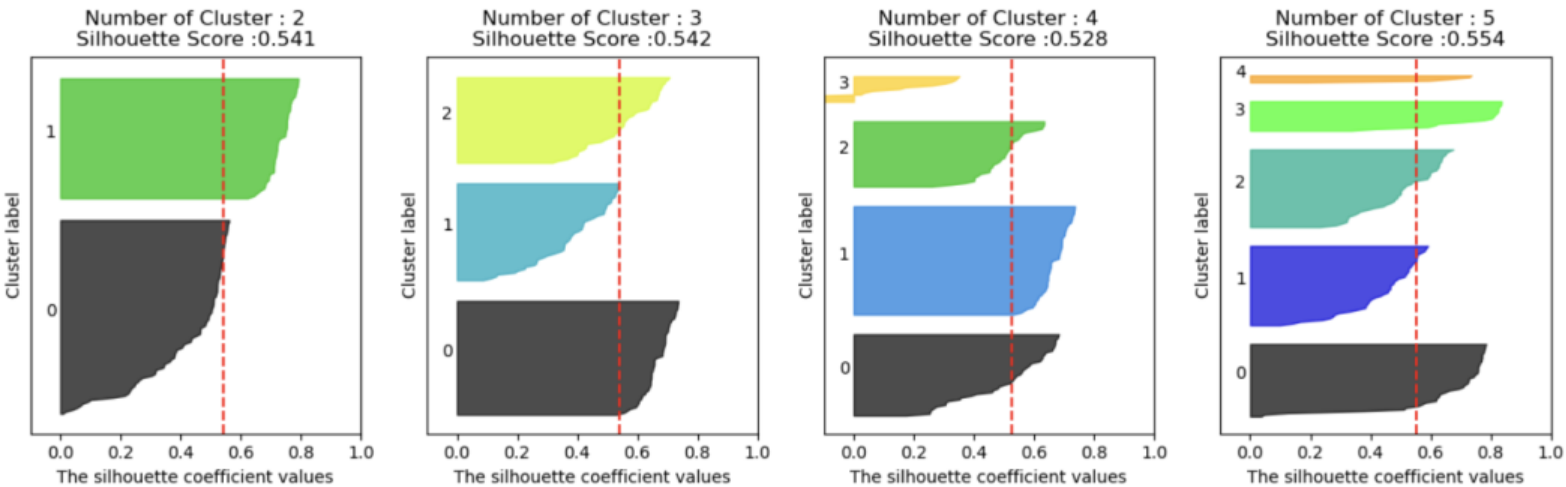 Number of Cluster : 2
Silhouette Score :0.541
1
0
Cluster label
0.0 0.2 0.4 0.6 0.8 1.0
The silhouette coefficient values
Number of Cluster : 3
Silhouette Score :0.542
2
1
0
Cluster label
0.0 0.2 0.4 0.6 0.8 1.0
The silhouette coefficient values
Number of Cluster : 4
Silhouette Score :0.528
3
2
1
0
Cluster label
0.0 0.2 0.4 0.6 0.8 1.0
The silhouette coefficient values
Number of Cluster : 5
Silhouette Score :0.554
4
3
2
1
0
Cluster label
0.0 0.2 0.4 0.6 0.8 1.0
The silhouette coefficient values